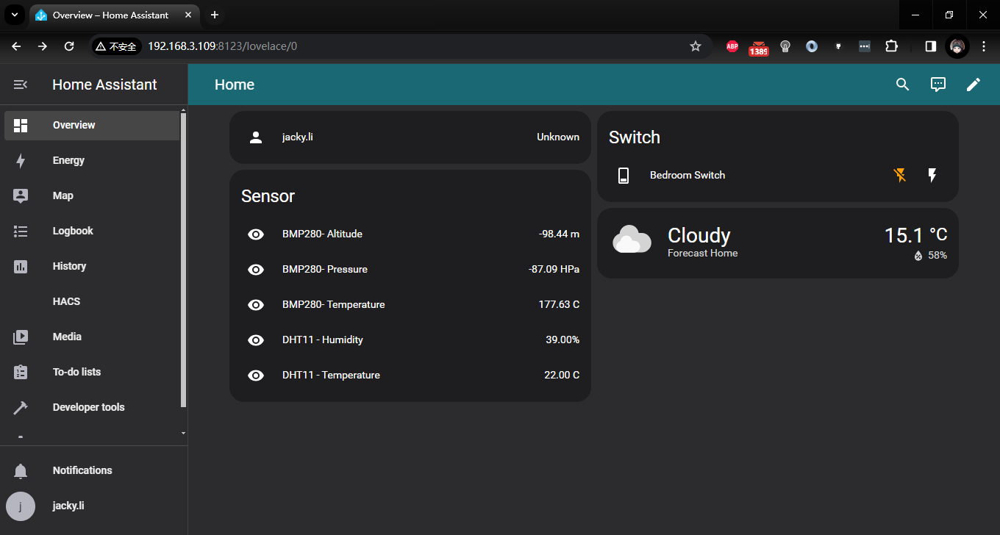 Overview – Home Assistant
不安全
192.168.3.109:8123/lovelace/0
ABP
1389
Home Assistant
Home
Overview
Energy
Map
Logbook
History
HACS
Media
To-do lists
Developer tools
Notifications
j
jacky.li
jacky.li Unknown
Sensor
BMP280- Altitude -98.44 m
BMP280- Pressure -87.09 HPa
BMP280- Temperature 177.63 C
DHT11 - Humidity 39.00%
DHT11 - Temperature 22.00 C
Switch
Bedroom Switch
Cloudy 15.1 °C
Forecast Home 58%